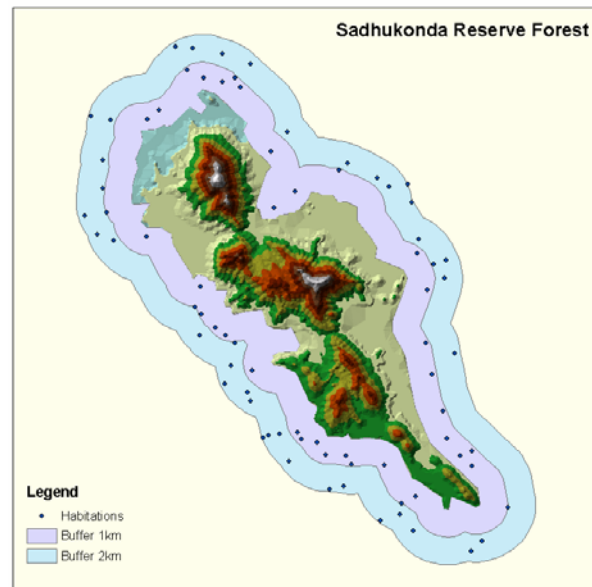 Sadhukonda Reserve Forest
Legend
Habitations
Buffer 1km
Buffer 2km